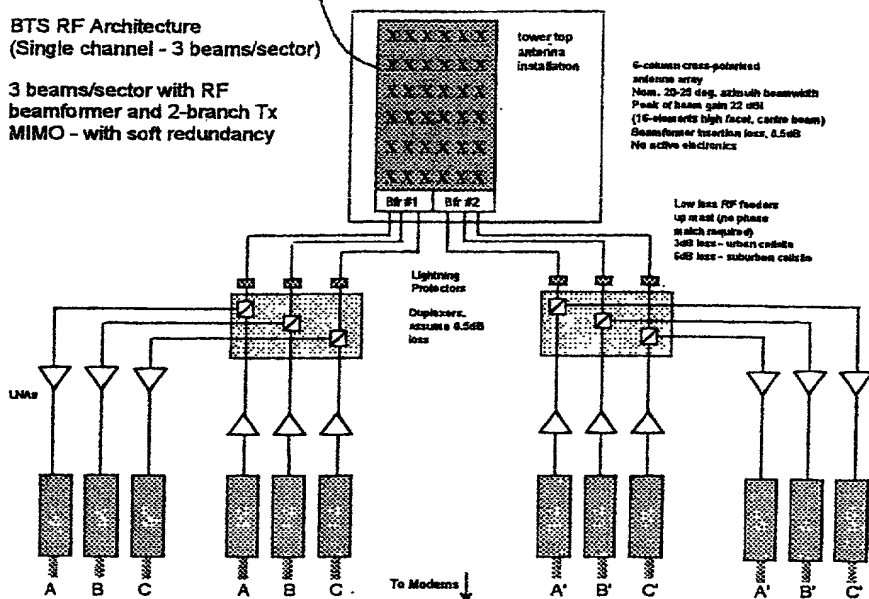 BTS RF Architecture
(Single channel - 3 beams/sector)
3 beams/sector with RF
beamformer and 2-branch Tx
MIMO - with soft redundancy
tower top
antenna
installation
6-column cross-polarised
antenna array
Nom. 20-25 deg. azimuth beamwidth
Peak of beam gain 22 dBi
(16-elements high facet, centre beam)
Beamformer insertion loss, 0.5dB
No active electronics
X X X X X X
X X X X X X
X X X X X X
X X X X X X
X X X X X X
X X X X X X
Bfr #1 Bfr #2
Low loss RF feeders
up mast (no phase
match required)
3dB loss - urban cellsite
6dB loss - suburban cellsite
Lightning
Protectors
Duplexers,
assume 0.5dB
loss
LNAs
A B C A B C A' B' C' A' B' C'
To Modems